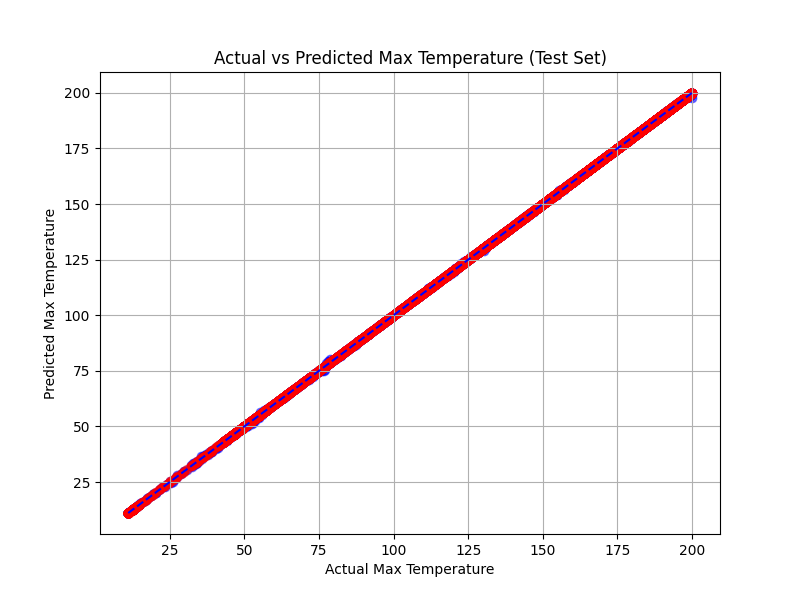 Actual vs Predicted Max Temperature (Test Set)
Predicted Max Temperature
200
175
150
125
100
75
50
25
25 50 75 100 125 150 175 200
Actual Max Temperature